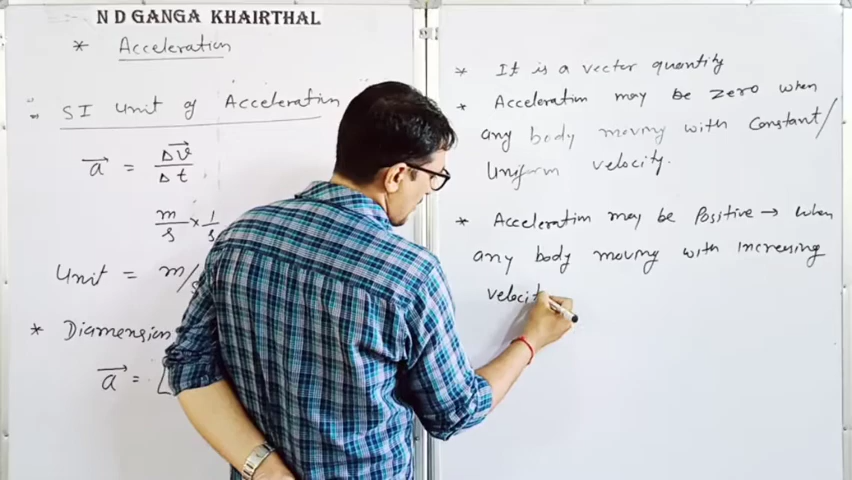 N D GANGA KHAIRTHAL
* Acceleration
SI Unit of Acceleration
a = Δv / Δt
m/s × 1/s
Unit = m/s
* Diamension
a = [
* It is a vector quantity
* Acceleration may be zero when
any body moving with Constant/
Uniform velocity.
* Acceleration may be Positive → when
any body moving with increasing
velocit